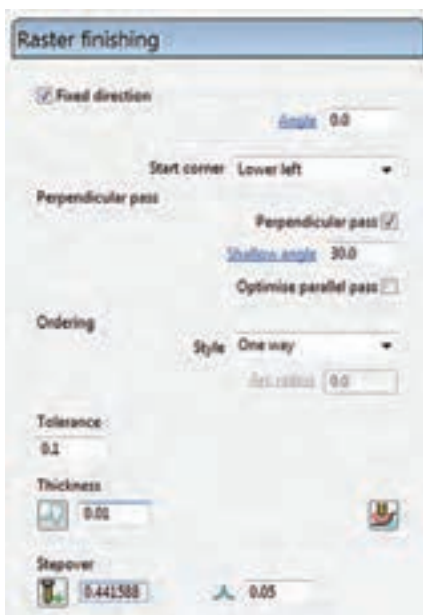 Raster finishing
Fixed direction
Angle 0.0
Start corner Lower left
Perpendicular pass
Perpendicular pass
Shallow angle 30.0
Optimise parallel pass
Ordering
Style One way
Arc radius 0.0
Tolerance
0.1
Thickness
0.01
Stepover
0.441588 0.05